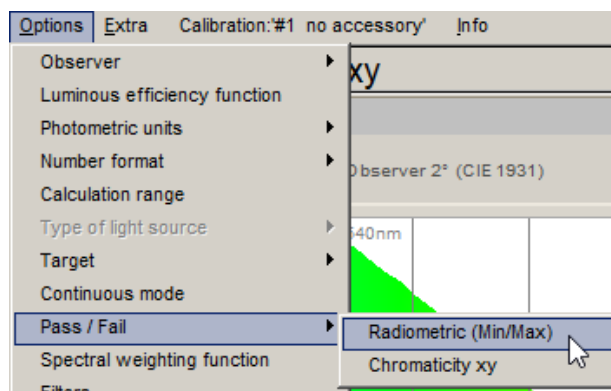 Options Extra Calibration:'#1 no accessory' Info
Observer
xy
Luminous efficiency function
Photometric units
Number format
Observer 2° (CIE 1931)
Calculation range
Type of light source
540nm
Target
Continuous mode
Pass / Fail
Radiometric (Min/Max)
Spectral weighting function
Chromaticity xy
Filters